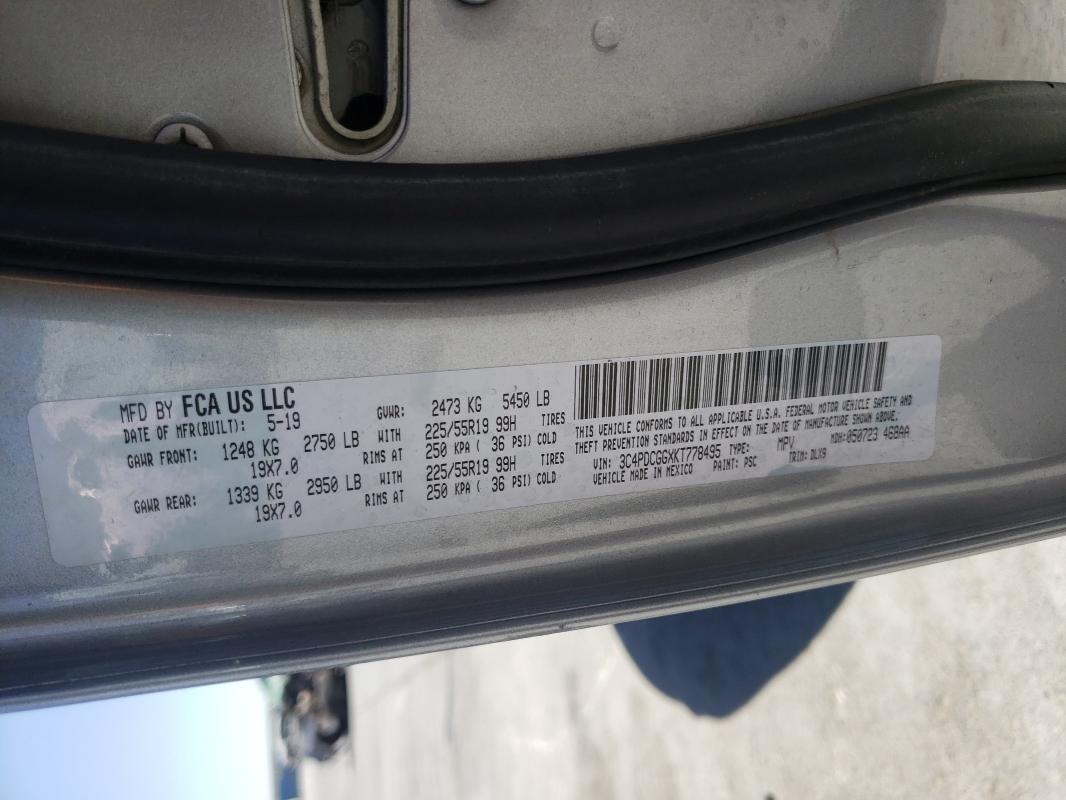 MFD BY FCA US LLC
DATE OF MFR(BUILT): 5-19 GVWR: 2473 KG 5450 LB
GAWR FRONT: 1248 KG 2750 LB WITH 225/55R19 99H TIRES
19X7.0 RIMS AT 250 KPA ( 36 PSI) COLD
GAWR REAR: 1339 KG 2950 LB WITH 225/55R19 99H TIRES
19X7.0 RIMS AT 250 KPA ( 36 PSI) COLD
THIS VEHICLE CONFORMS TO ALL APPLICABLE U.S.A. FEDERAL MOTOR VEHICLE SAFETY AND
THEFT PREVENTION STANDARDS IN EFFECT ON THE DATE OF MANUFACTURE SHOWN ABOVE.
VIN: 3C4PDCGGXKT778495 TYPE: MPV MDH:050723 468AA
VEHICLE MADE IN MEXICO PAINT: PSC TRIM: DLX9